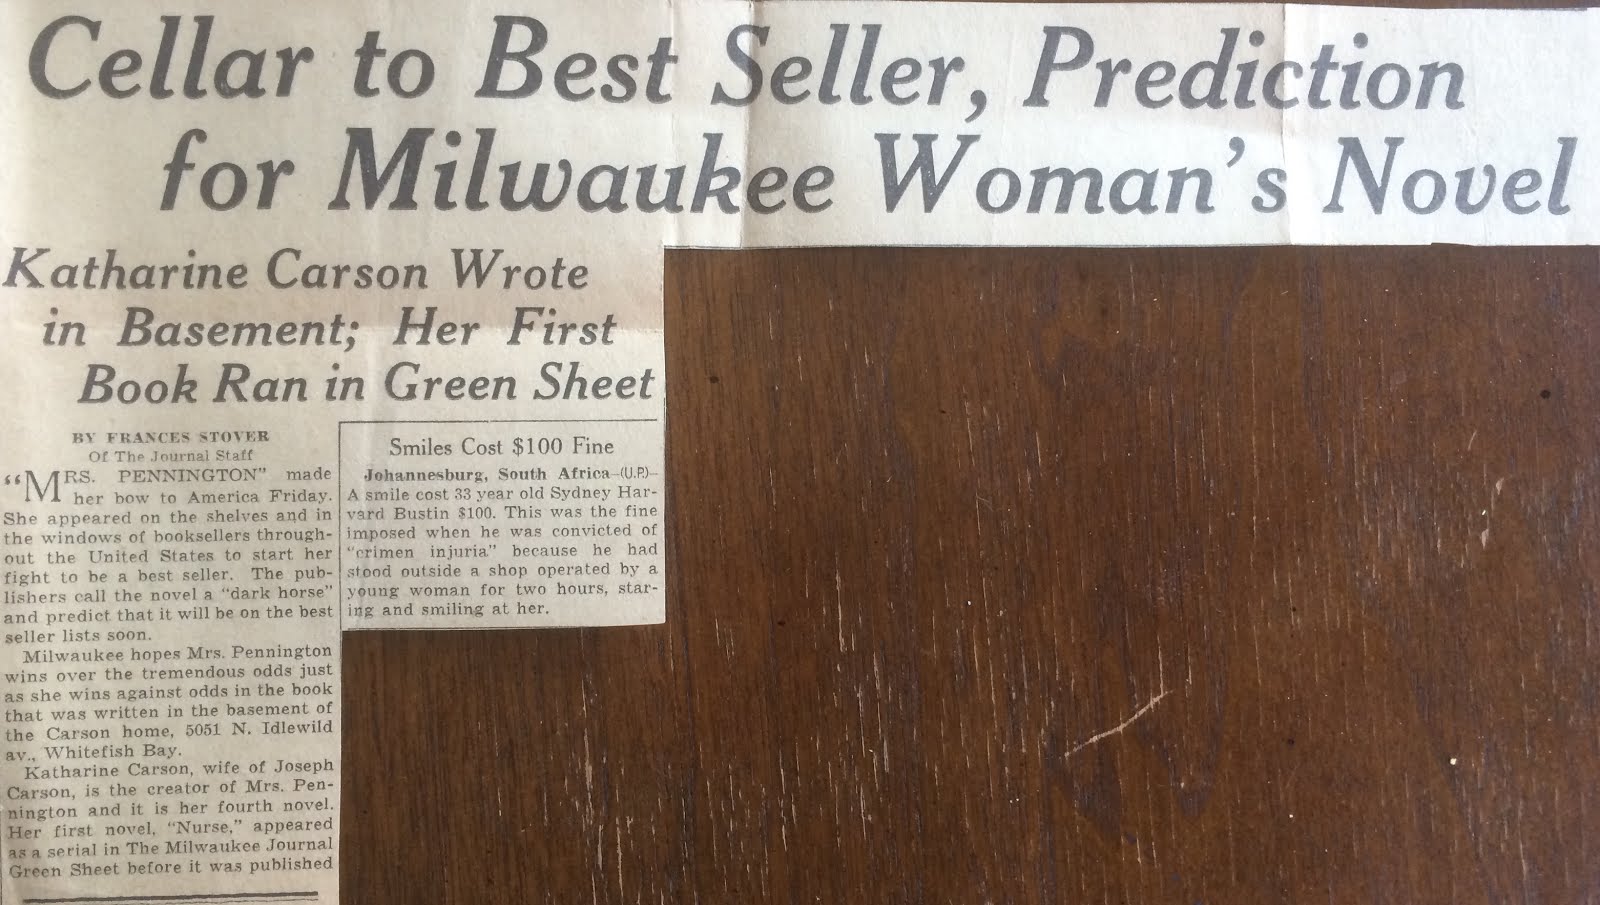 Cellar to Best Seller, Prediction
for Milwaukee Woman's Novel
Katharine Carson Wrote
in Basement; Her First
Book Ran in Green Sheet
BY FRANCES STOVER
Of The Journal Staff
"MRS. PENNINGTON" made
her bow to America Friday.
She appeared on the shelves and in
the windows of booksellers through-
out the United States to start her
fight to be a best seller. The pub-
lishers call the novel a "dark horse"
and predict that it will be on the best
seller lists soon.
Milwaukee hopes Mrs. Pennington
wins over the tremendous odds just
as she wins against odds in the book
that was written in the basement of
the Carson home, 5051 N. Idlewild
av., Whitefish Bay.
Katharine Carson, wife of Joseph
Carson, is the creator of Mrs. Pen-
nington and it is her fourth novel.
Her first novel, "Nurse," appeared
as a serial in The Milwaukee Journal
Green Sheet before it was published
Smiles Cost $100 Fine
Johannesburg, South Africa—(U.P.)—
A smile cost 33 year old Sydney Har-
vard Bustin $100. This was the fine
imposed when he was convicted of
"crimen injuria" because he had
stood outside a shop operated by a
young woman for two hours, star-
ing and smiling at her.